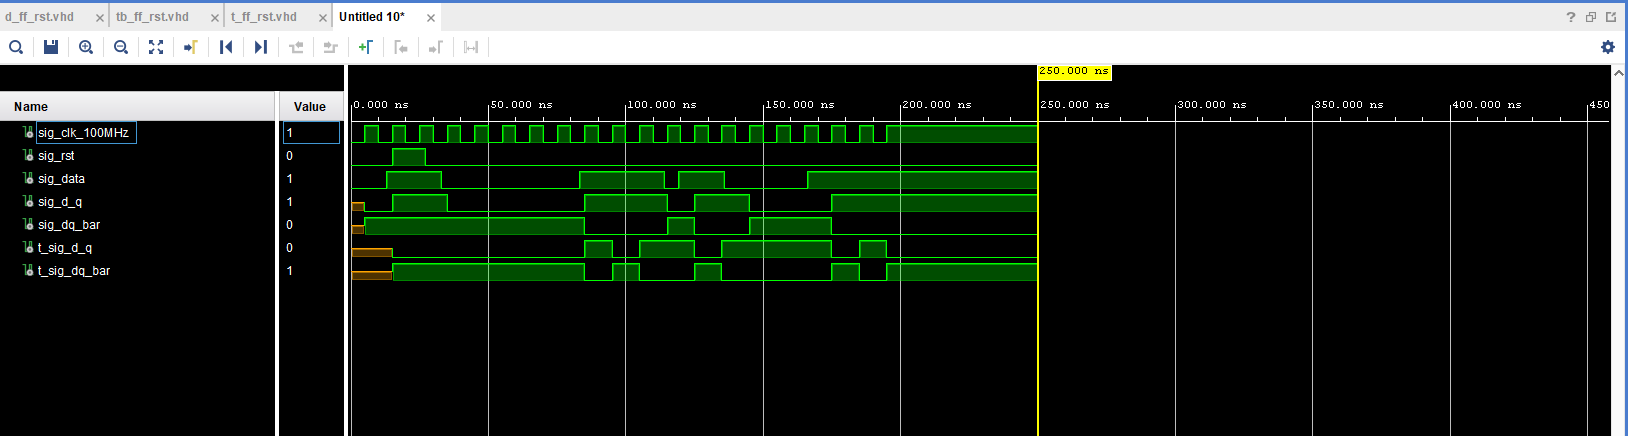 d_ff_rst.vhd × tb_ff_rst.vhd × t_ff_rst.vhd × Untitled 10* × ?
250.000 ns
Name Value 0.000 ns 50.000 ns 100.000 ns 150.000 ns 200.000 ns 250.000 ns 300.000 ns 350.000 ns 400.000 ns 450
sig_clk_100MHz 1
sig_rst 0
sig_data 1
sig_d_q 1
sig_dq_bar 0
t_sig_d_q 0
t_sig_dq_bar 1